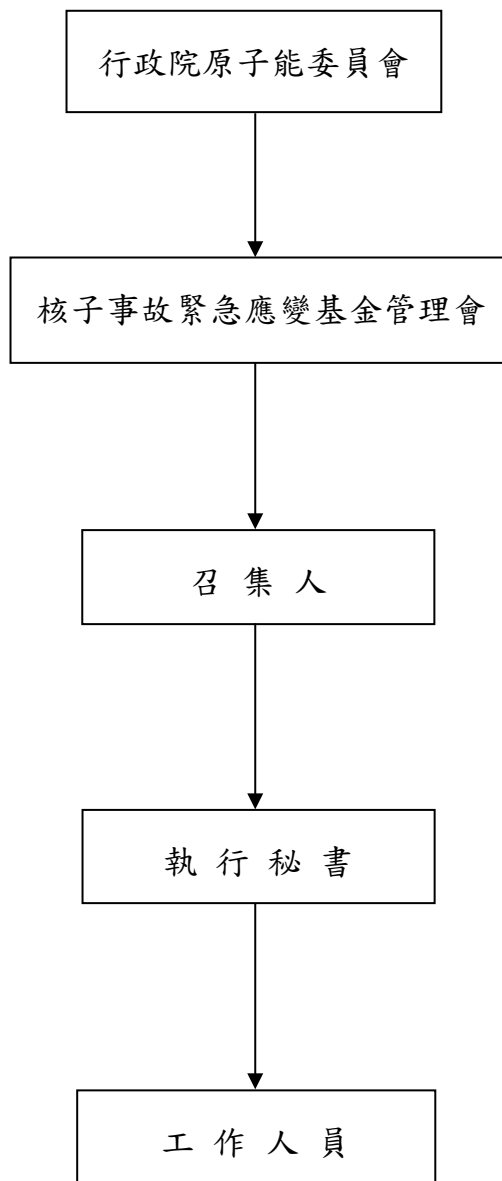 行政院原子能委員會
核子事故緊急應變基金管理會
召 集 人
執 行 秘 書
工 作 人 員